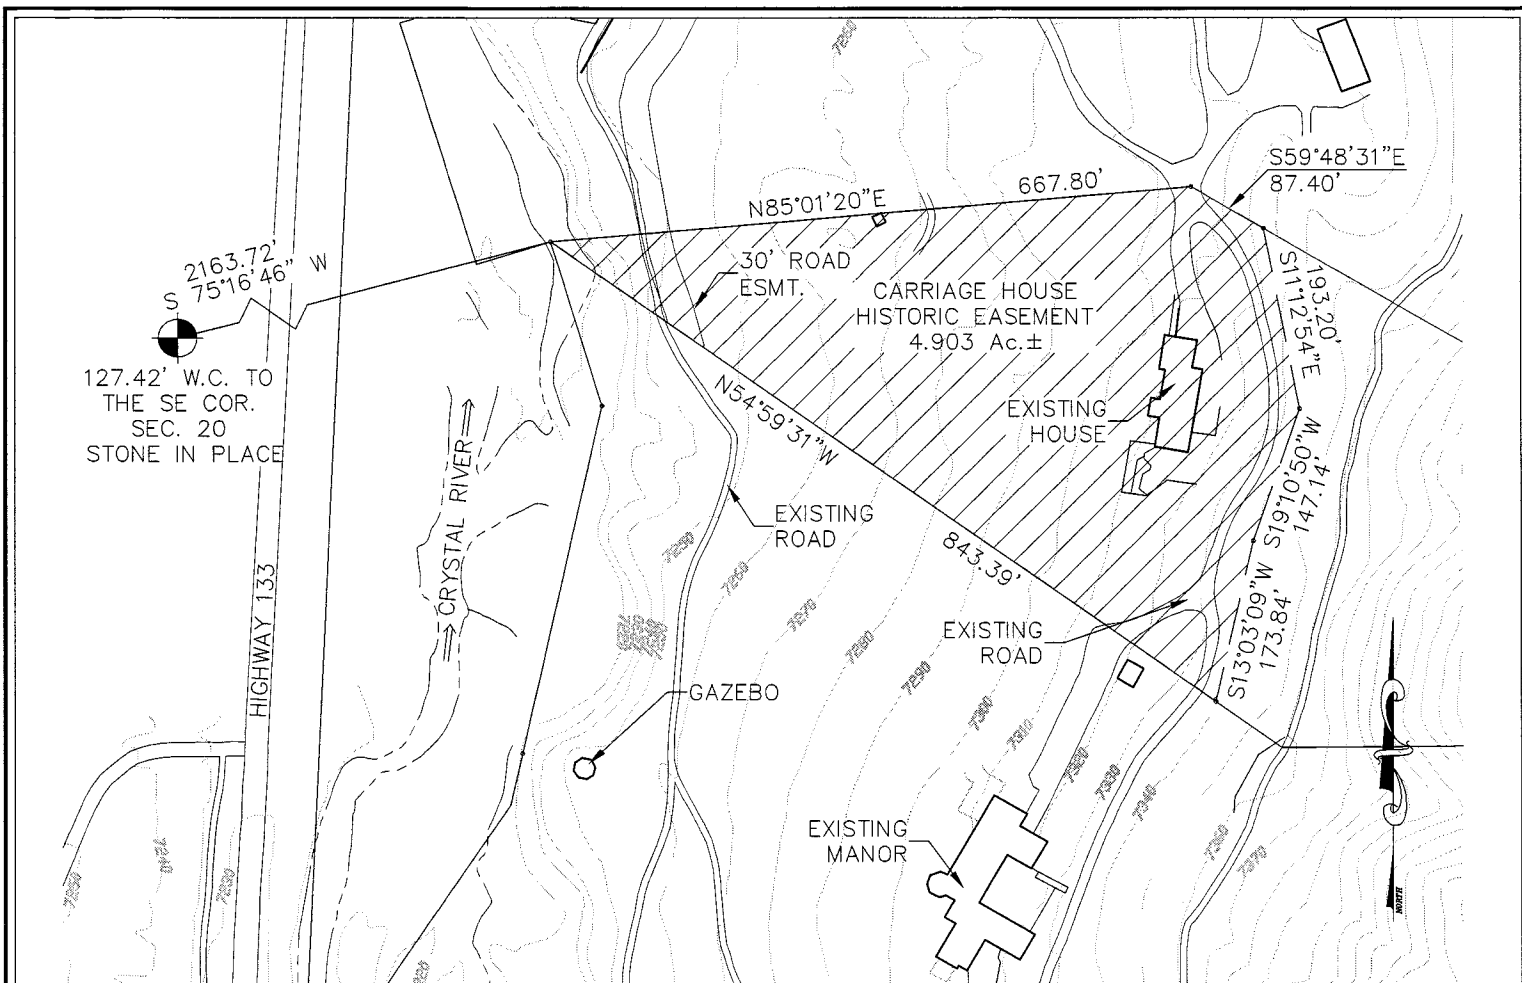 7260
S59°48'31"E
87.40'
667.80'
N85°01'20"E
2163.72'
S 75°16'46" W
30' ROAD
ESMT.
CARRIAGE HOUSE
HISTORIC EASEMENT
4.903 Ac.±
193.20'
S11°12'54"E
127.42' W.C. TO
THE SE COR.
SEC. 20
STONE IN PLACE
N54°59'31"W
843.39'
EXISTING
HOUSE
S19°10'50"W
147.14'
CRYSTAL RIVER
HIGHWAY 133
EXISTING
ROAD
7250
7260
7270
7280
7290
7300
7310
7320
7330
7340
7360
7370
EXISTING
ROAD
S13°03'09"W
173.84'
GAZEBO
EXISTING
MANOR
7240
7250
7230
NORTH